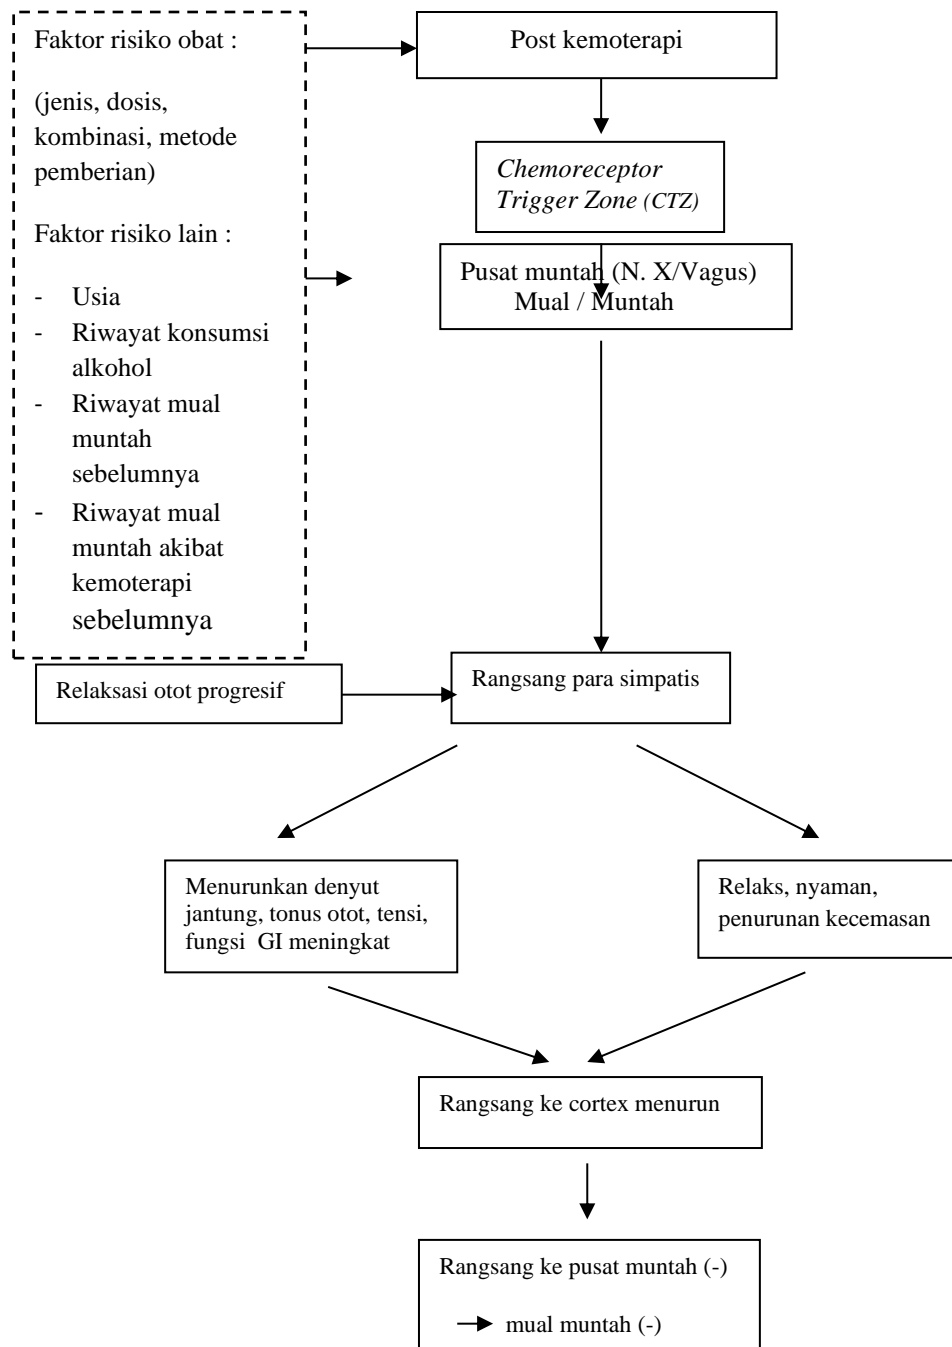 Faktor risiko obat :
(jenis, dosis,
kombinasi, metode
pemberian)
Faktor risiko lain :
- Usia
- Riwayat konsumsi
alkohol
- Riwayat mual
muntah
sebelumnya
- Riwayat mual
muntah akibat
kemoterapi
sebelumnya
Post kemoterapi
Chemoreceptor
Trigger Zone (CTZ)
Pusat muntah (N. X/Vagus)
Mual / Muntah
Relaksasi otot progresif
Rangsang para simpatis
Menurunkan denyut
jantung, tonus otot, tensi,
fungsi GI meningkat
Relaks, nyaman,
penurunan kecemasan
Rangsang ke cortex menurun
Rangsang ke pusat muntah (-)
mual muntah (-)